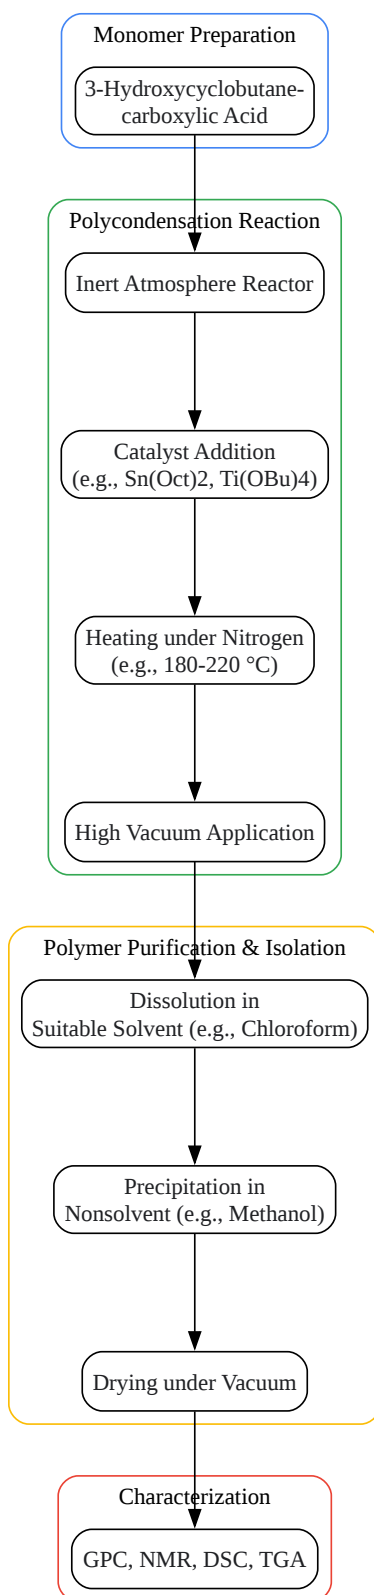 Monomer Preparation
3-Hydroxycyclobutane-
carboxylic Acid
Polycondensation Reaction
Inert Atmosphere Reactor
Catalyst Addition
(e.g., Sn(Oct)2, Ti(OBu)4)
Heating under Nitrogen
(e.g., 180-220 °C)
High Vacuum Application
Polymer Purification & Isolation
Dissolution in
Suitable Solvent (e.g., Chloroform)
Precipitation in
Nonsolvent (e.g., Methanol)
Drying under Vacuum
Characterization
GPC, NMR, DSC, TGA